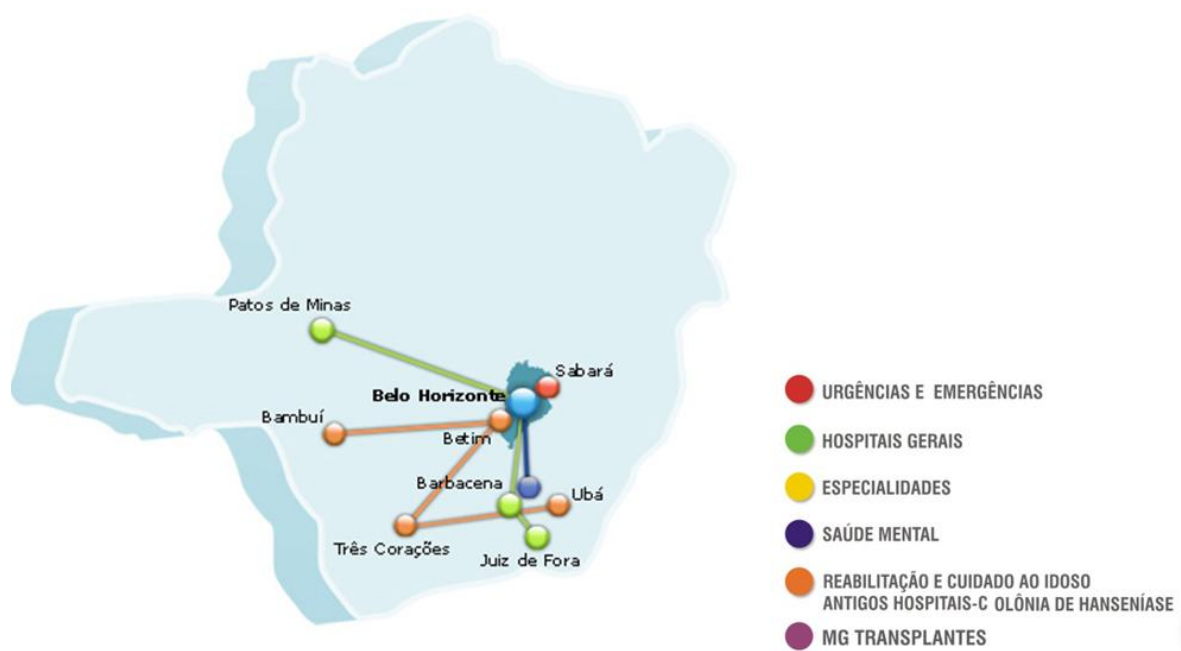 Patos de Minas
Sabará
Belo Horizonte
Bambuí
Betim
Barbacena
Ubá
Três Corações
Juiz de Fora
URGÊNCIAS E EMERGÊNCIAS
HOSPITAIS GERAIS
ESPECIALIDADES
SAÚDE MENTAL
REABILITAÇÃO E CUIDADO AO IDOSO
ANTIGOS HOSPITAIS-C OLÔNIA DE HANSENÍASE
MG TRANSPLANTES